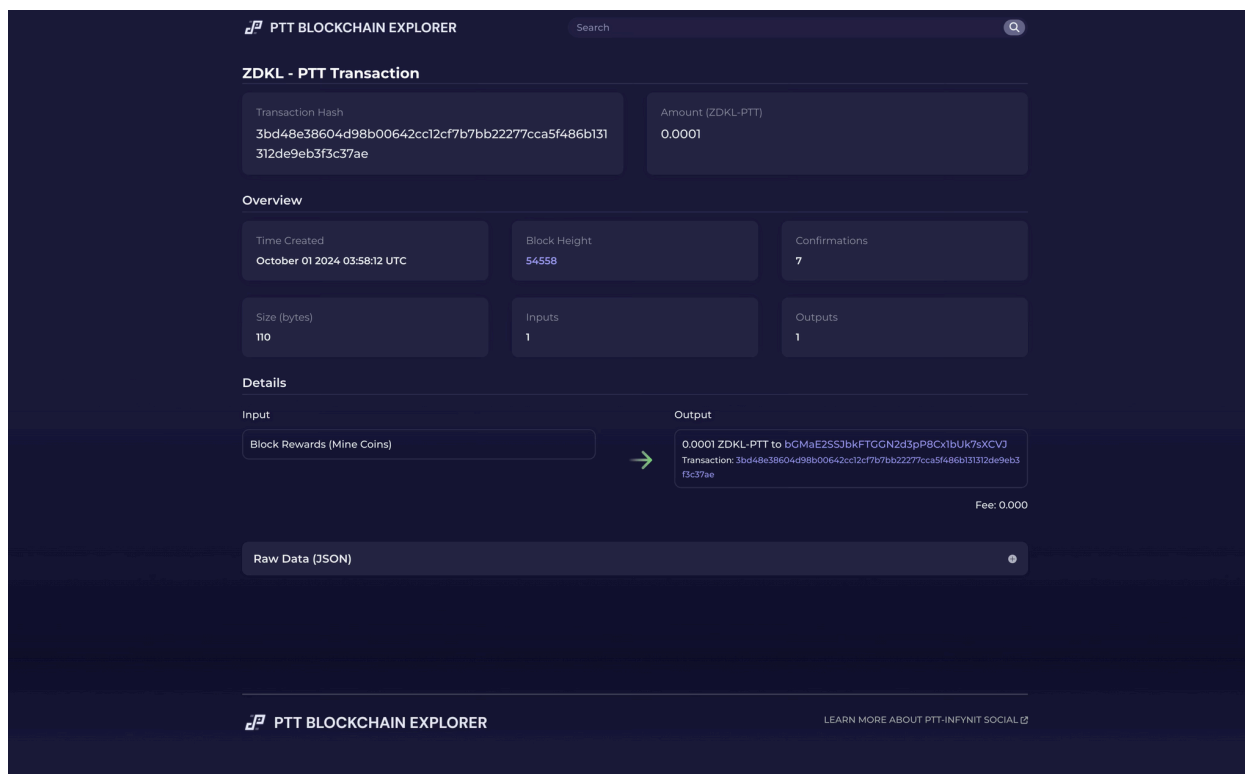 PTT BLOCKCHAIN EXPLORER
Search
ZDKL - PTT Transaction
Transaction Hash
3bd48e38604d98b00642cc12cf7b7bb22277cca5f486b131
312de9eb3f3c37ae
Amount (ZDKL-PTT)
0.0001
Overview
Time Created
October 01 2024 03:58:12 UTC
Block Height
54558
Confirmations
7
Size (bytes)
110
Inputs
1
Outputs
1
Details
Input
Block Rewards (Mine Coins)
Output
0.0001 ZDKL-PTT to bGMaE2SSJbkFTGGN2d3pP8Cx1bUk7sXCVJ
Transaction: 3bd48e38604d98b00642cc12cf7b7bb22277cca5f486b131312de9eb3
f3c37ae
Fee: 0.000
Raw Data (JSON)
PTT BLOCKCHAIN EXPLORER
LEARN MORE ABOUT PTT-INFYNIT SOCIAL